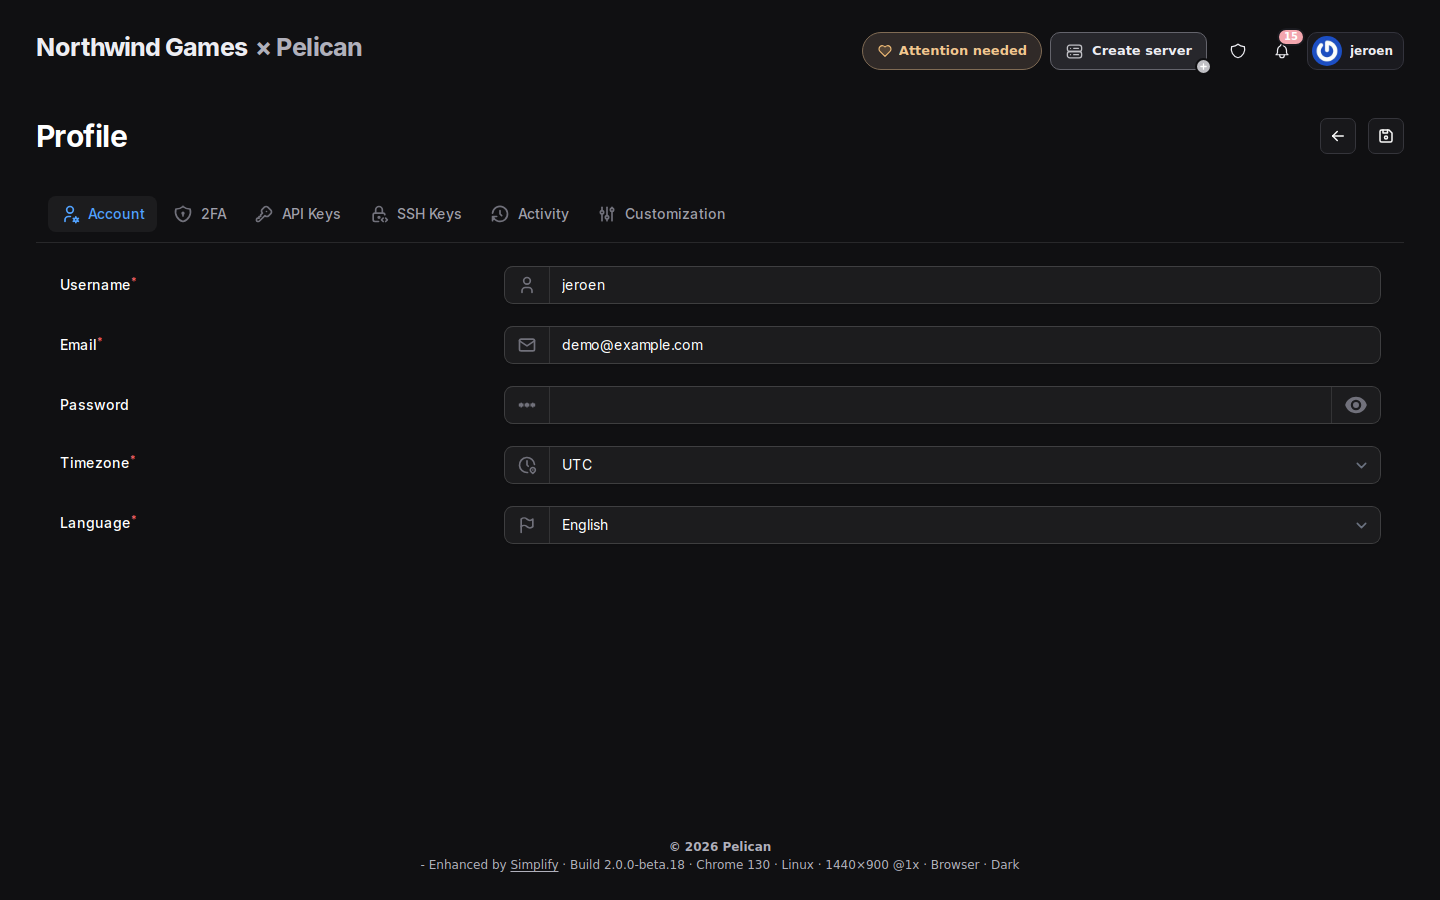 Northwind Games × Pelican
Attention needed
Create server
15
jeroen
Profile
Account
2FA
API Keys
SSH Keys
Activity
Customization
Username*
jeroen
Email*
demo@example.com
Password
Timezone*
UTC
Language*
English
© 2026 Pelican
- Enhanced by Simplify · Build 2.0.0-beta.18 · Chrome 130 · Linux · 1440×900 @1x · Browser · Dark